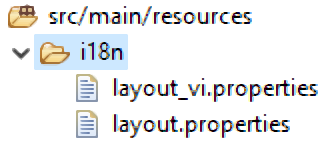 src/main/resources
i18n
layout_vi.properties
layout.properties